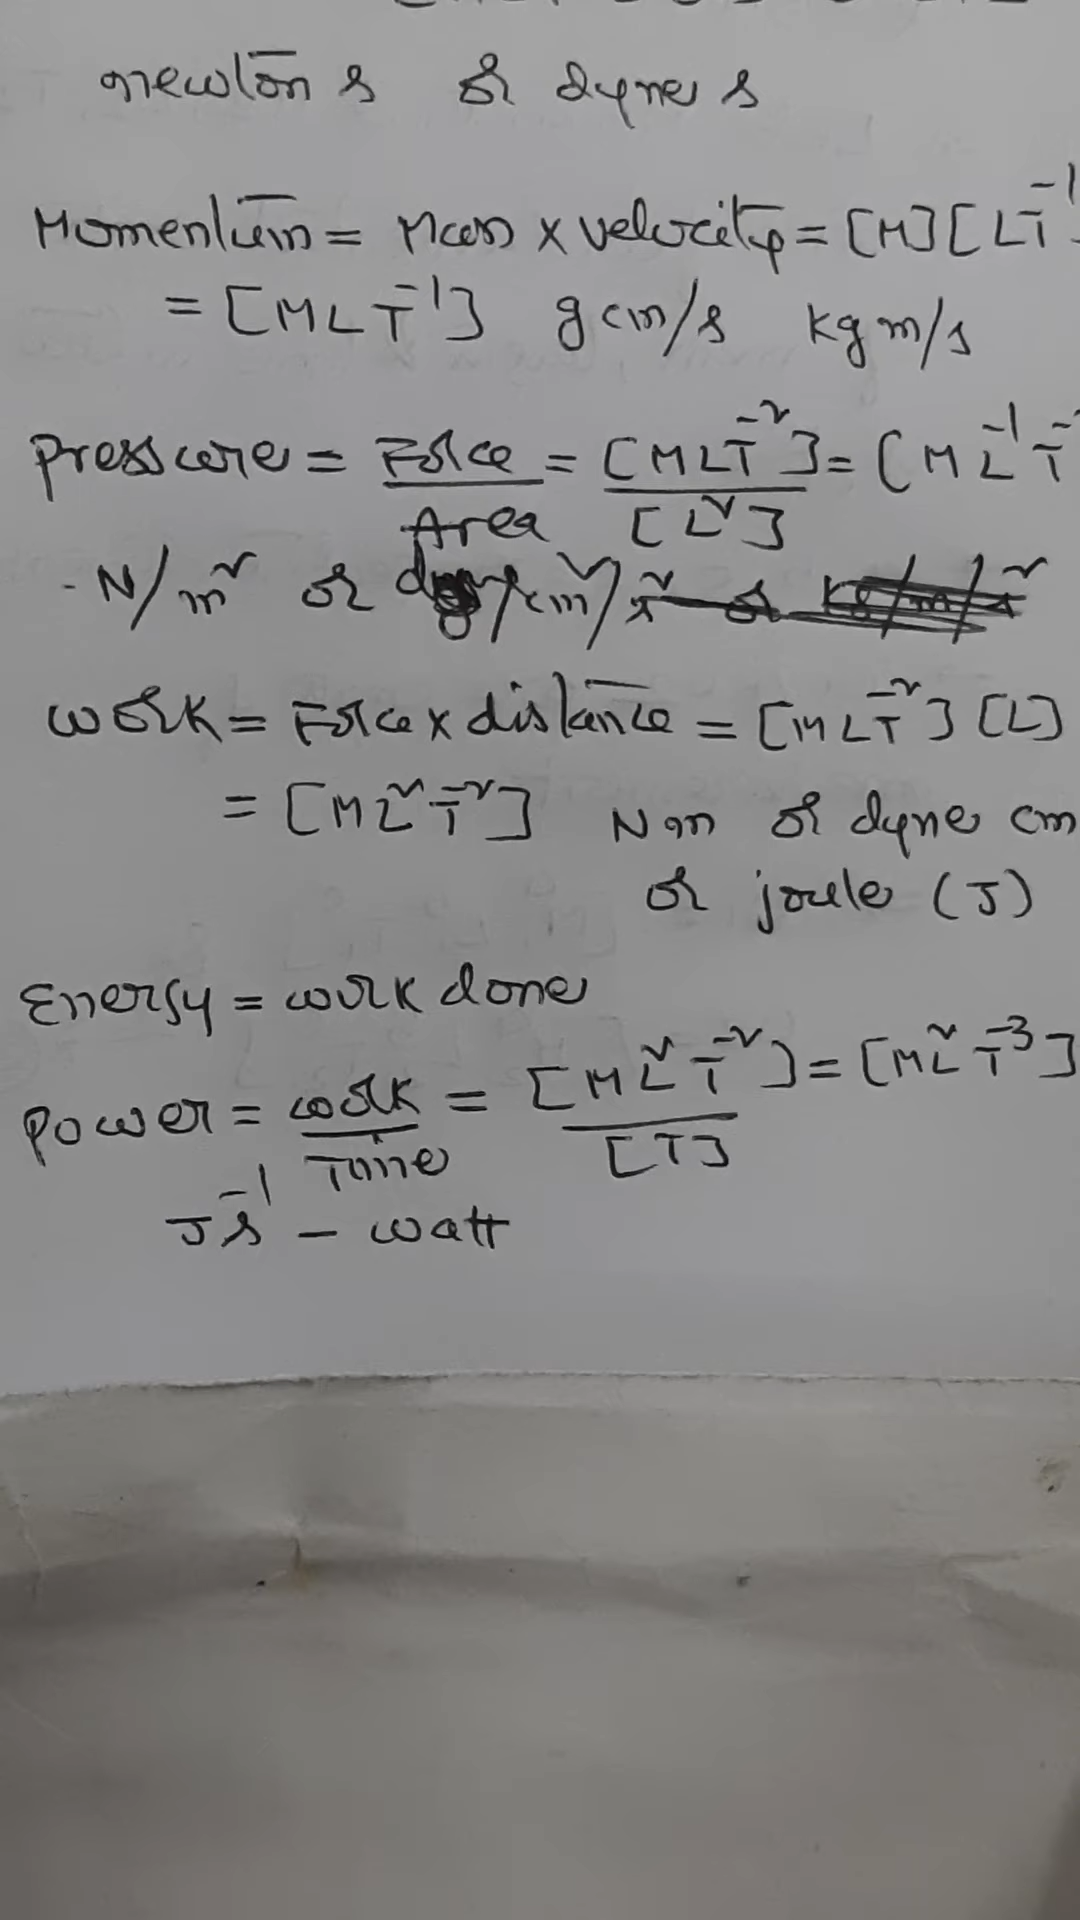 newton s or dyne s
Momentum = Mass x velocity = [M] [LT⁻¹
= [MLT⁻¹] g cm/s kg m/s
Pressure = Force/Area = [MLT⁻²]/[L²] = [ML⁻¹T⁻
- N/m² or dyne/cm²
work = Force x distance = [MLT⁻²] [L]
= [ML²T⁻²] N m or dyne cm
or joule (J)
Energy = work done
Power = work/Time = [ML²T⁻²]/[T] = [ML²T⁻³]
Js⁻¹ - watt